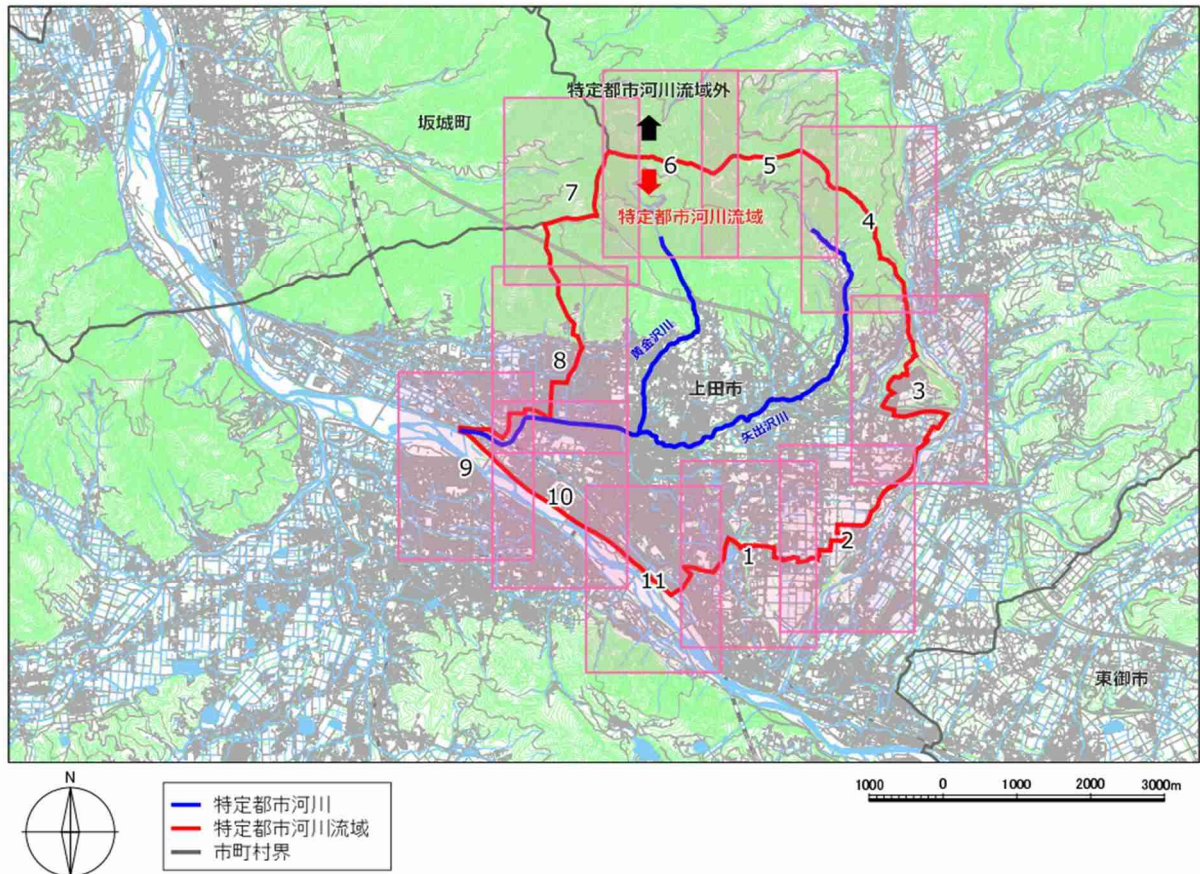 特定都市河川流域外
坂城町
6
5
7
特定都市河川流域
4
黄金沢川
8
上田市
3
矢出沢川
9
10
2
1
11
東御市
N
特定都市河川
特定都市河川流域
市町村界
1000 0 1000 2000 3000m